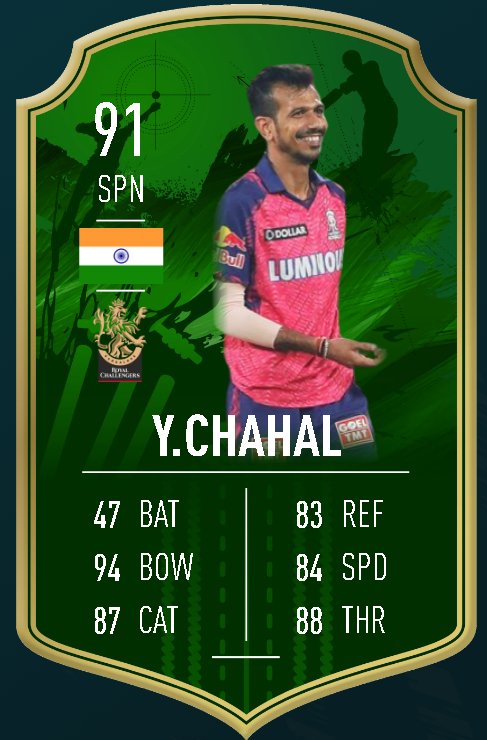 91
SPN
ROYAL
CHALLENGERS
DOLLAR
Bull
LUMINOU
GOEL
TMT
Y.CHAHAL
47 BAT
94 BOW
87 CAT
83 REF
84 SPD
88 THR